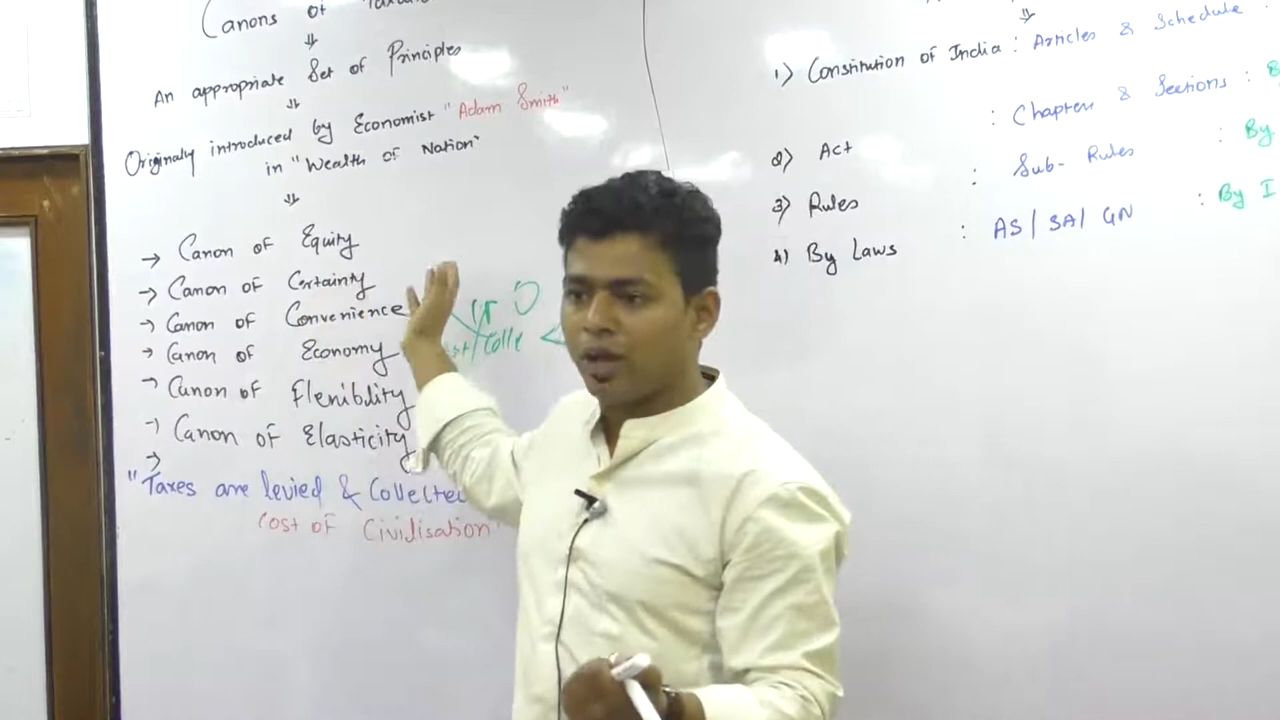 Canons of
An appropriate Set of Principles
Originaly introduced by Economist "Adam Smith"
in "Wealth of Nation"
→ Canon of Equity
→ Canon of Certainty
→ Canon of Convenience
→ Canon of Economy
→ Canon of Flexibility
→ Canon of Elasticity
"Taxes are levied & Collected
Cost of Civilisation"
1) Constitution of India : Articles & Schedule :
2) Act : Chapters & Sections :
3) Rules : Sub-Rules : By
4) By Laws : AS / SA / GN : By I